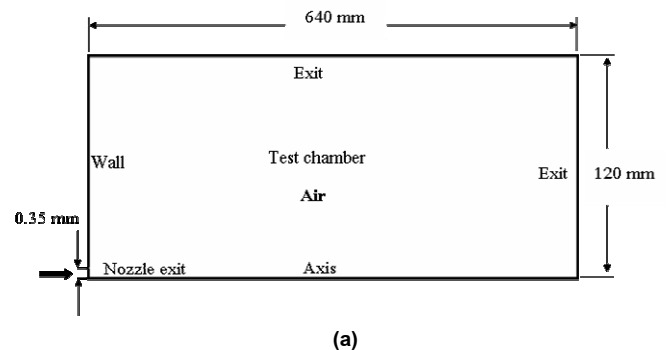 640 mm
Exit
Wall
Test chamber
Exit
120 mm
Air
0.35 mm
Nozzle exit
Axis
(a)